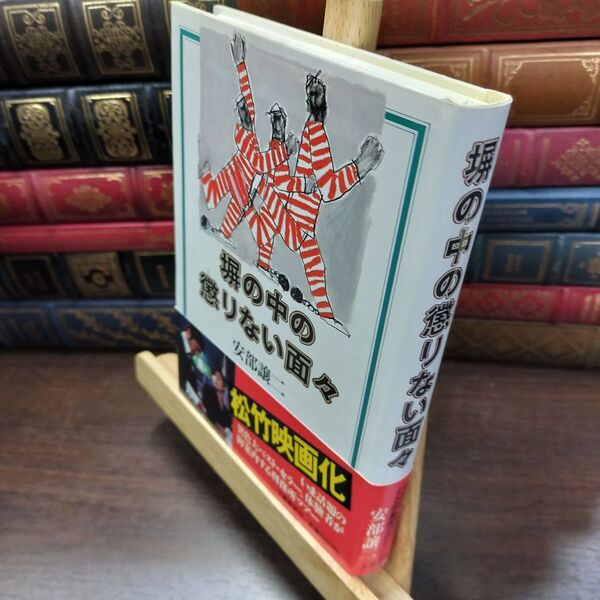 塀の中の
懲りない面々
安部譲二
松竹映画化
塀の中の懲りない面々
安部譲二